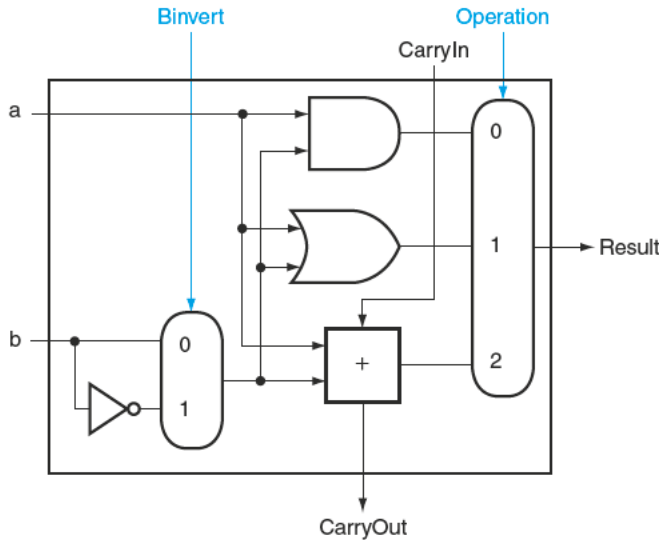 Binvert
Operation
CarryIn
a
0
1
Result
b
0
+
2
1
CarryOut